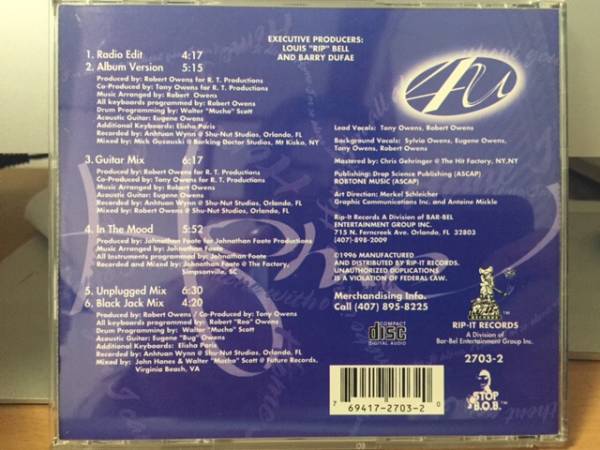 EXECUTIVE PRODUCERS:
LOUIS "RIP" BELL
AND BARRY DUFAE
4U
1. Radio Edit 4:17
2. Album Version 5:15
Produced by: Robert Owens for R. T. Productions
Co-Produced by: Tony Owens for R. T. Productions
Music Arranged by: Robert Owens
All keyboards programmed by: Robert Owens
Drum Programming by: Walter "Mucho" Scott
Acoustic Guitar: Eugene Owens
Additional Keyboards: Elisha Paris
Recorded by: Anhtuan Wynn @ Shu-Nut Studios, Orlando, FL
Mixed by: Mick Guzauski @ Barking Doctor Studios, Mt Kisko, NY
3. Guitar Mix 6:17
Produced by: Robert Owens for R. T. Productions
Co-Produced by: Tony Owens for R. T. Productions
Music Arranged by: Robert Owens
Acoustic Guitar: Eugene Owens
Recorded by: Anhtuan Wynn @ Shu-Nut Studios, Orlando, FL
Mixed by: Robert Owens @ Shu-Nut Studios, Orlando, FL
4. In The Mood 5:52
Produced by: Johnathan Foote for Johnathan Foote Productions
Music Arranged by: Johnathan Foote
All Instruments programmed by: Johnathan Foote
Recorded and Mixed by: Johnathan Foote @ The Factory,
Simpsontville, SC
5. Unplugged Mix 6:30
6. Black Jack Mix 4:20
Produced by: Robert Owens / Co-Produced by: Tony Owens
All keyboards programmed by: Robert "Roo" Owens
Drum Programming by: Walter "Mucho" Scott
Acoustic Guitar: Eugene "Bug" Owens
Additional Keyboards: Elisha Paris
Recorded by: Anhtuan Wynn @ Shu-Nut Studios, Orlando, FL
Mixed by: John Hanes & Walter "Mucho" Scott @ Future Records,
Virginia Beach, VA
Lead Vocals: Tony Owens, Robert Owens
Background Vocals: Sylvia Owens, Eugene Owens,
Tony Owens, Robert Owens
Mastered by: Chris Gehringer @ The Hit Factory, NY,NY
Publishing: Drop Science Publishing (ASCAP)
ROBTONE MUSIC (ASCAP)
Art Direction: Merkel Schleicher
Graphic Communications Inc. and Antoine Mickle
Rip-It Records A Division of BAR-BEL
ENTERTAINMENT GROUP INC.
715 N. Ferncreek Ave. Orlando, FL 32803
(407)-898-2009
©1996 MANUFACTURED
AND DISTRIBUTED BY RIP-IT RECORDS.
UNAUTHORIZED DUPLICATIONS
IS A VIOLATION OF FEDERAL LAW.
Merchandising Info.
Call (407) 895-8225
COMPACT
disc
DIGITAL AUDIO
RIP-IT
RECORDS
TM
RIP-IT RECORDS
A Division of
Bar-Bel Entertainment Group Inc.
2703-2
STOP
B.O.B.
TM
7 69417-2703-2 0